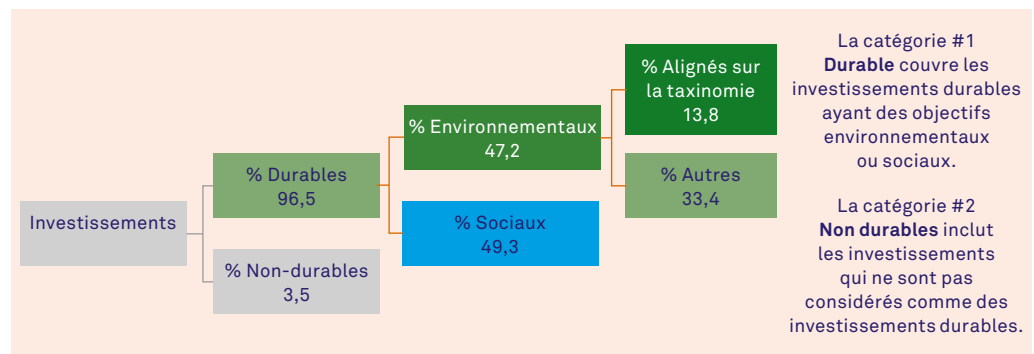 Investissements
% Durables
96,5
% Non-durables
3,5
% Environnementaux
47,2
% Sociaux
49,3
% Alignés sur
la taxinomie
13,8
% Autres
33,4
La catégorie #1
Durable couvre les
investissements durables
ayant des objectifs
environnementaux
ou sociaux.
La catégorie #2
Non durables inclut
les investissements
qui ne sont pas
considérés comme des
investissements durables.